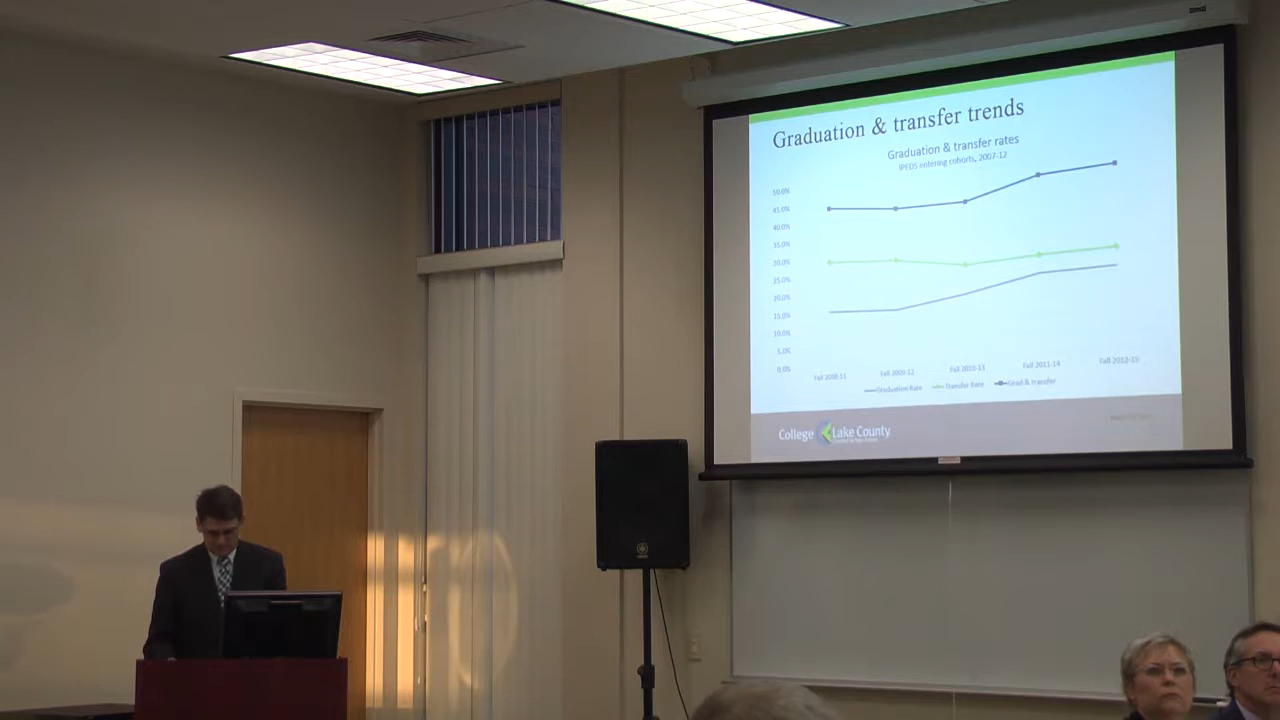 Graduation & transfer trends
Graduation & transfer rates
IPEDS entering cohorts, 2007-12
50.0%
45.0%
40.0%
35.0%
30.0%
25.0%
20.0%
15.0%
10.0%
5.0%
0.0%
Fall 2008-11 Fall 2009-12 Fall 2010-13 Fall 2011-14 Fall 2012-15
Graduation Rate Transfer Rate Grad & transfer
College Lake County